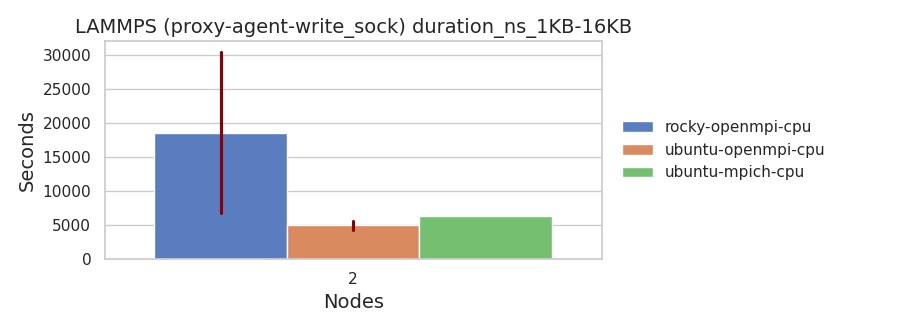 LAMMPS (proxy-agent-write_sock) duration_ns_1KB-16KB
Seconds
30000
25000
20000
15000
10000
5000
0
2
Nodes
rocky-openmpi-cpu
ubuntu-openmpi-cpu
ubuntu-mpich-cpu